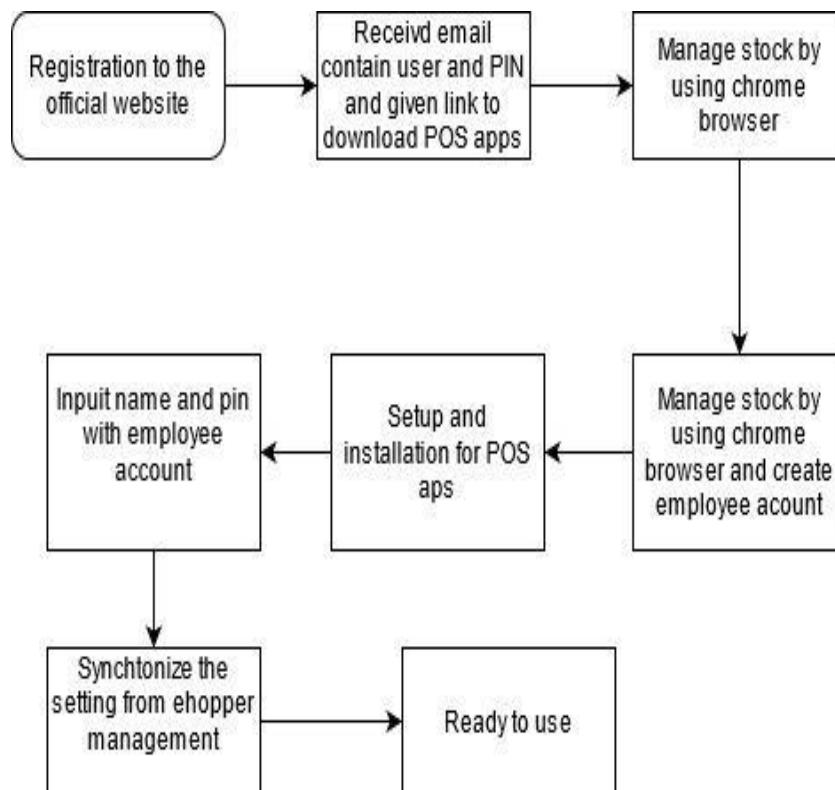 Registration to the
official website
Receivd email
contain user and PIN
and given link to
download POS apps
Manage stock by
using chrome
browser
Manage stock by
using chrome
browser and create
employee acount
Setup and
installation for POS
aps
Inpuit name and pin
with employee
account
Synchtonize the
setting from ehopper
management
Ready to use